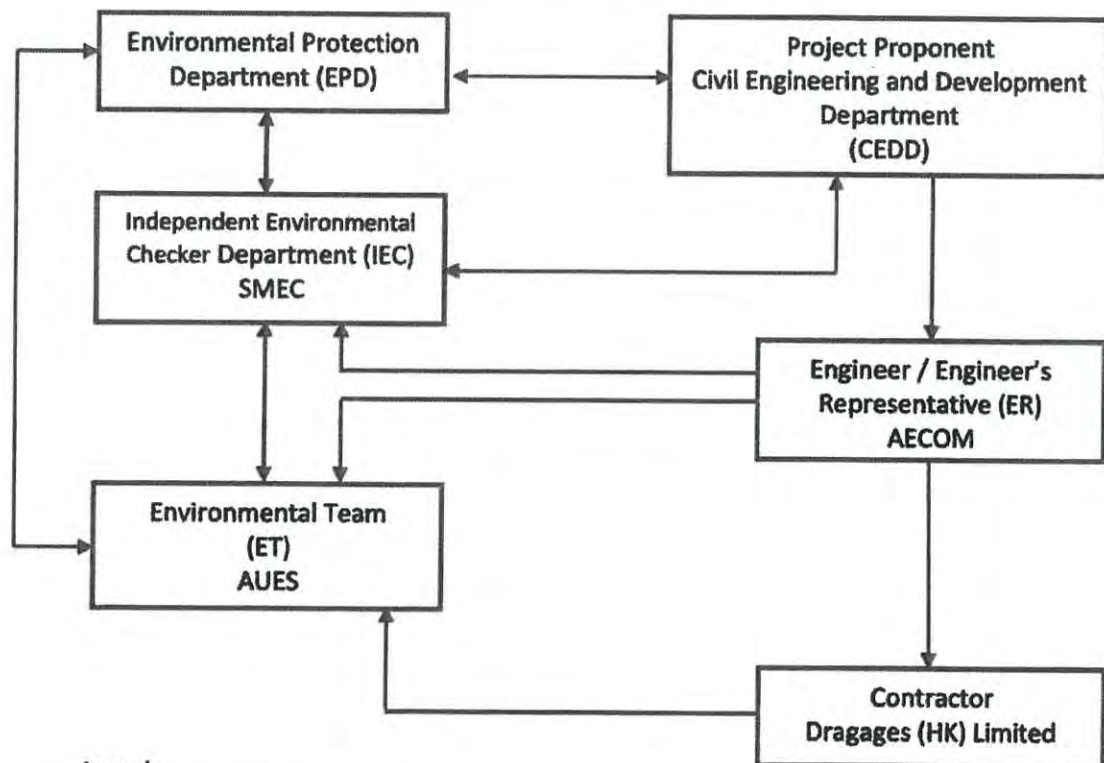 Environmental Protection
Department (EPD)
Project Proponent
Civil Engineering and Development
Department
(CEDD)
Independent Environmental
Checker Department (IEC)
SMEC
Engineer / Engineer's
Representative (ER)
AECOM
Environmental Team
(ET)
AUES
Contractor
Dragages (HK) Limited